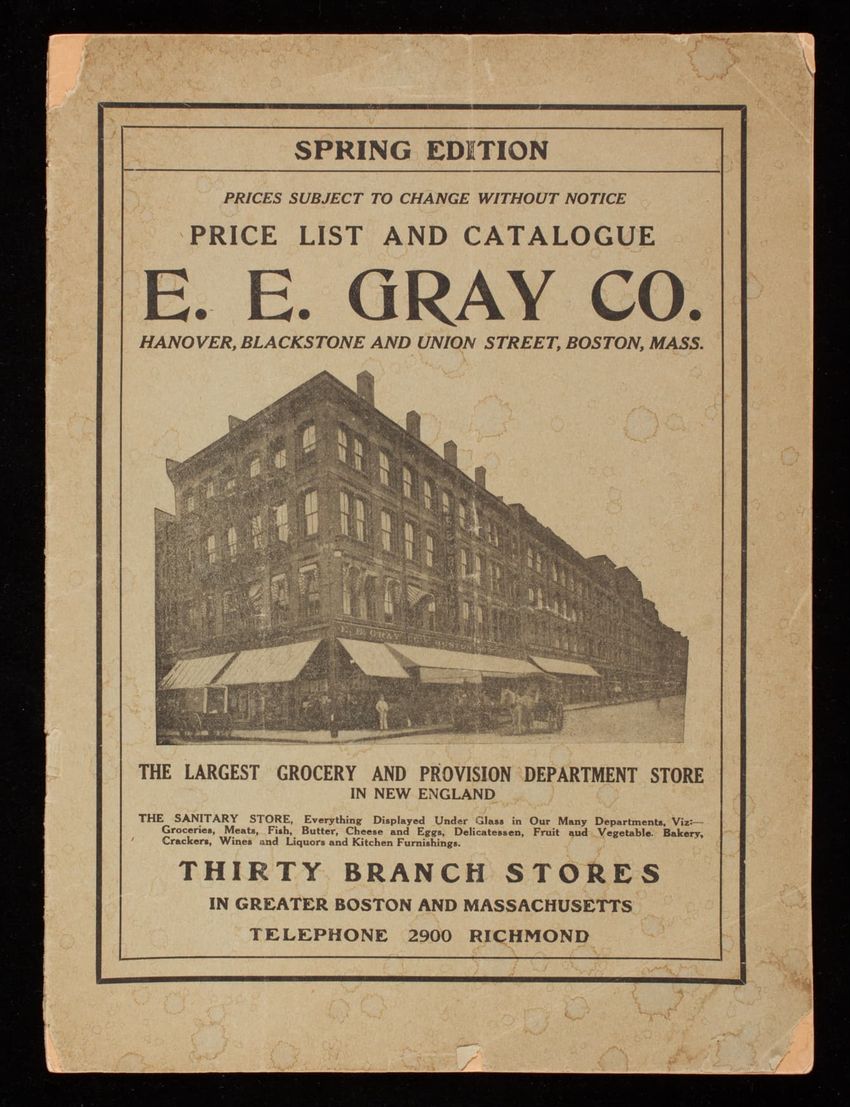 SPRING EDITION
PRICES SUBJECT TO CHANGE WITHOUT NOTICE
PRICE LIST AND CATALOGUE
E. E. GRAY CO.
HANOVER, BLACKSTONE AND UNION STREET, BOSTON, MASS.
E. E. GRAY
THE LARGEST GROCERY AND PROVISION DEPARTMENT STORE
IN NEW ENGLAND
THE SANITARY STORE, Everything Displayed Under Glass in Our Many Departments, Viz:—
Groceries, Meats, Fish, Butter, Cheese and Eggs, Delicatessen, Fruit aud Vegetable. Bakery,
Crackers, Wines and Liquors and Kitchen Furnishings.
THIRTY BRANCH STORES
IN GREATER BOSTON AND MASSACHUSETTS
TELEPHONE 2900 RICHMOND